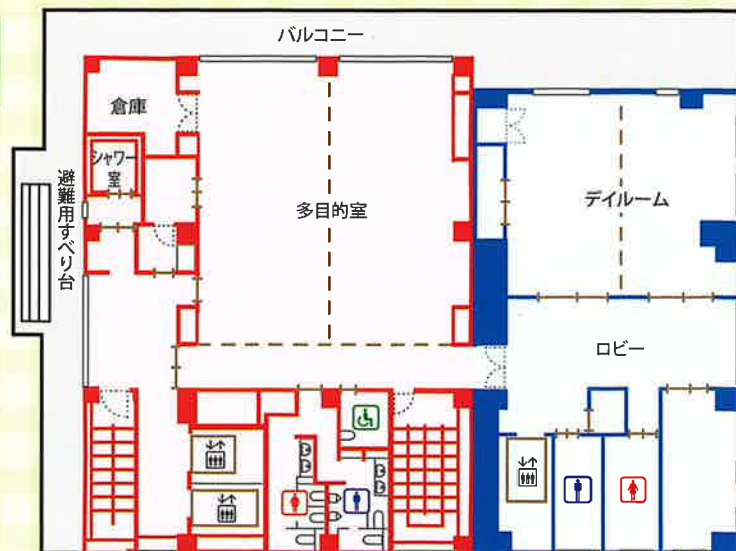 バルコニー
倉庫
シャワー
室
避難用すべり台
多目的室
デイルーム
ロビー